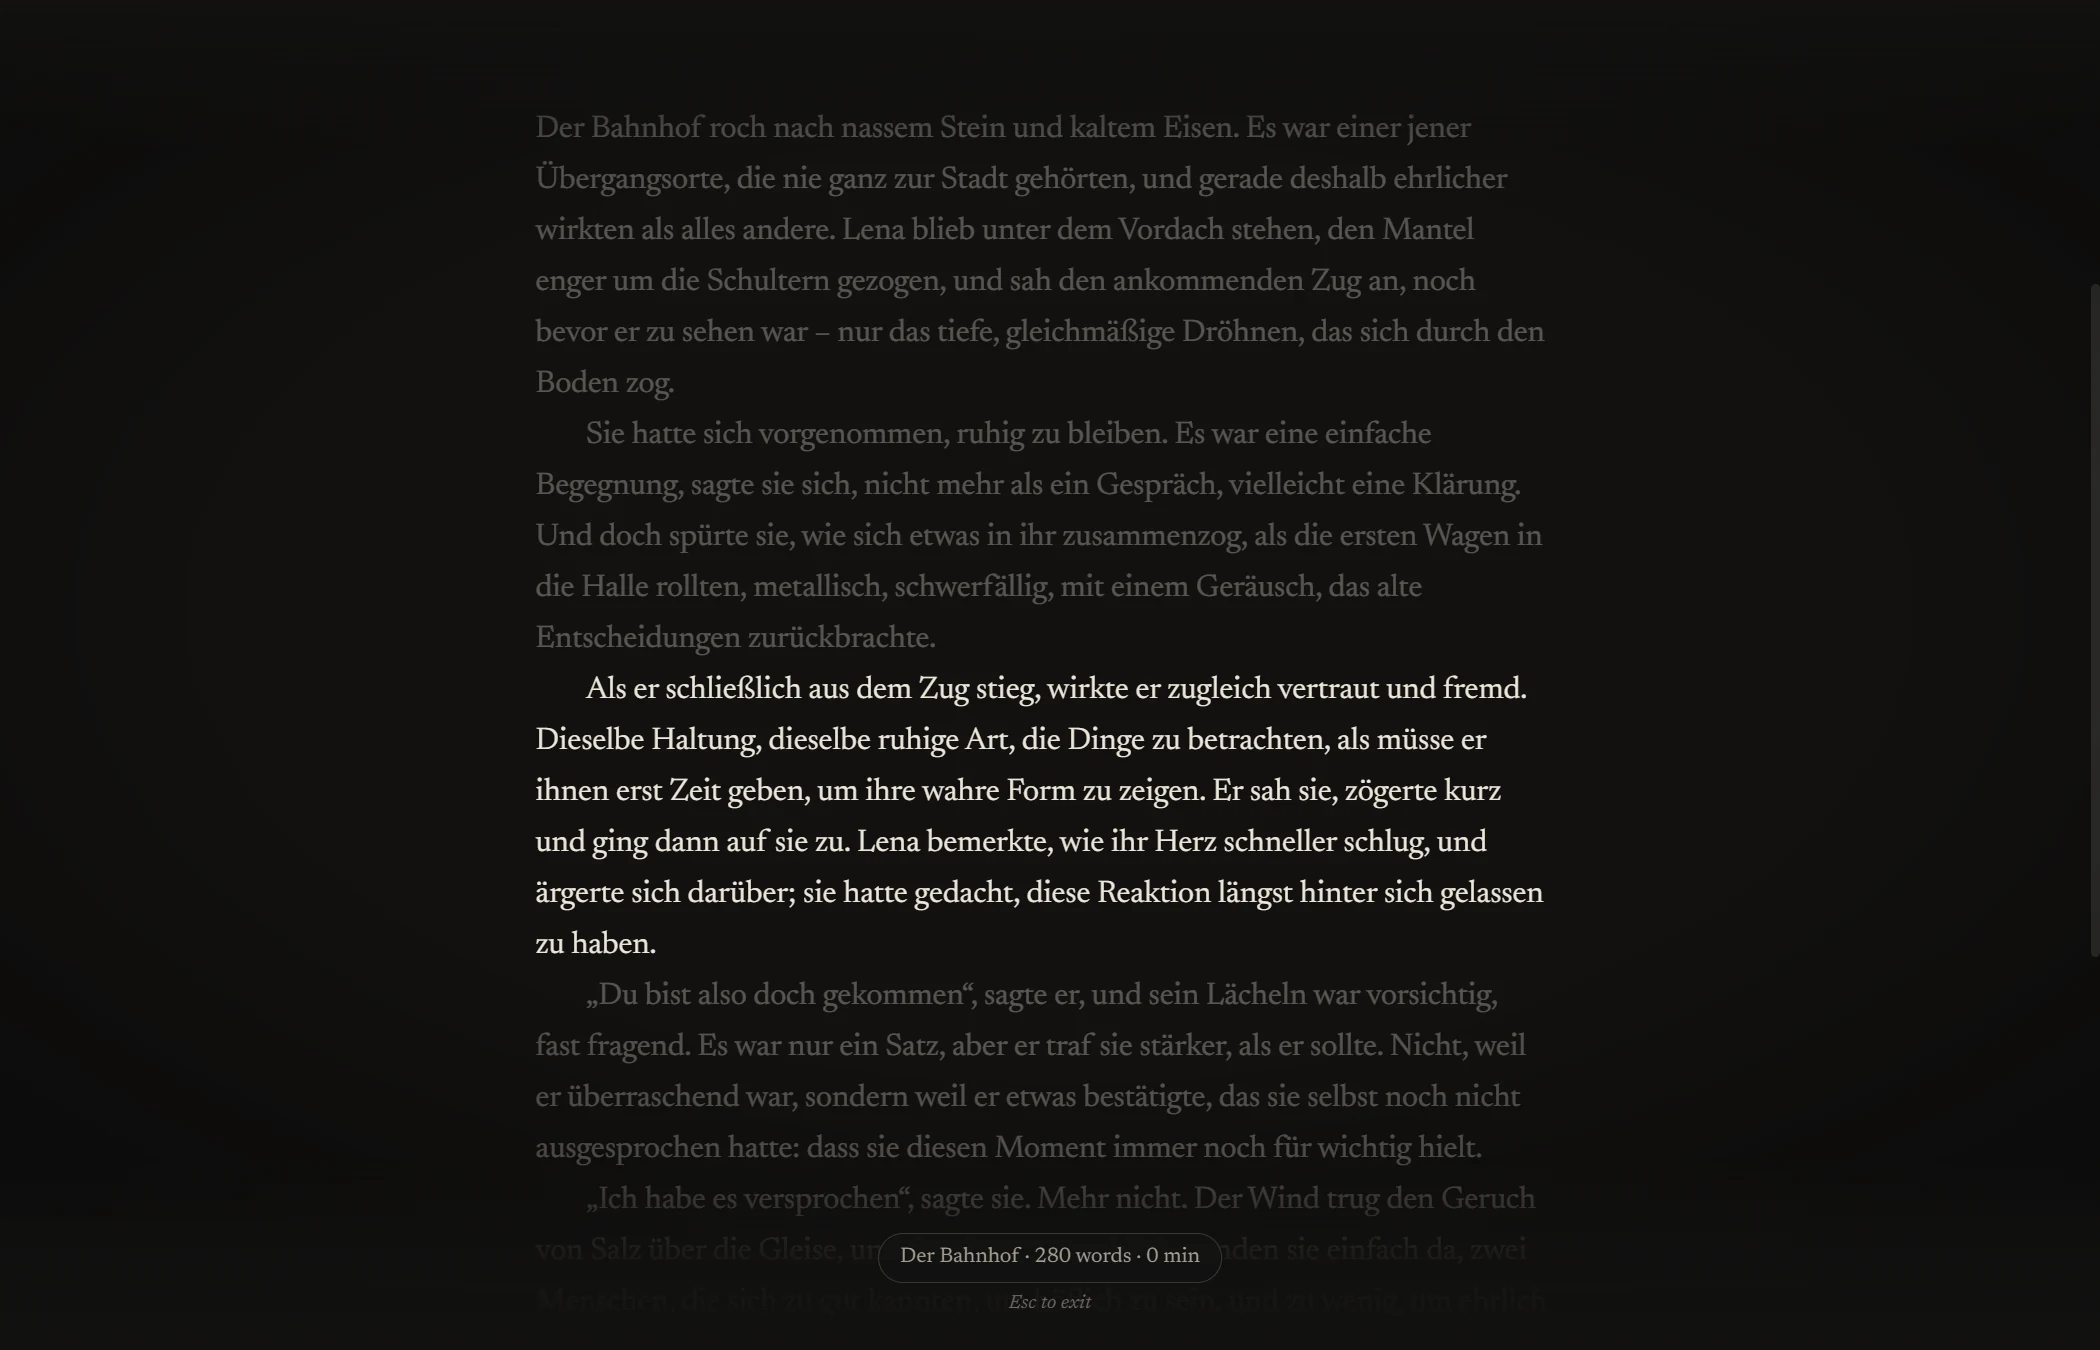 Der Bahnhof roch nach nassem Stein und kaltem Eisen. Es war einer jener
Übergangsorte, die nie ganz zur Stadt gehörten, und gerade deshalb ehrlicher
wirkten als alles andere. Lena blieb unter dem Vordach stehen, den Mantel
enger um die Schultern gezogen, und sah den ankommenden Zug an, noch
bevor er zu sehen war – nur das tiefe, gleichmäßige Dröhnen, das sich durch den
Boden zog.
Sie hatte sich vorgenommen, ruhig zu bleiben. Es war eine einfache
Begegnung, sagte sie sich, nicht mehr als ein Gespräch, vielleicht eine Klärung.
Und doch spürte sie, wie sich etwas in ihr zusammenzog, als die ersten Wagen in
die Halle rollten, metallisch, schwerfällig, mit einem Geräusch, das alte
Entscheidungen zurückbrachte.
Als er schließlich aus dem Zug stieg, wirkte er zugleich vertraut und fremd.
Dieselbe Haltung, dieselbe ruhige Art, die Dinge zu betrachten, als müsse er
ihnen erst Zeit geben, um ihre wahre Form zu zeigen. Er sah sie, zögerte kurz
und ging dann auf sie zu. Lena bemerkte, wie ihr Herz schneller schlug, und
ärgerte sich darüber; sie hatte gedacht, diese Reaktion längst hinter sich gelassen
zu haben.
„Du bist also doch gekommen“, sagte er, und sein Lächeln war vorsichtig,
fast fragend. Es war nur ein Satz, aber er traf sie stärker, als er sollte. Nicht, weil
er überraschend war, sondern weil er etwas bestätigte, das sie selbst noch nicht
ausgesprochen hatte: dass sie diesen Moment immer noch für wichtig hielt.
„Ich habe es versprochen“, sagte sie. Mehr nicht. Der Wind trug den Geruch
von Salz über die Gleise, sie einfach da, zwei
Menschen, die sich zu gut kannten, zu sein, und zu wenig, um ehrlich
Der Bahnhof · 280 words · 0 min
Esc to exit